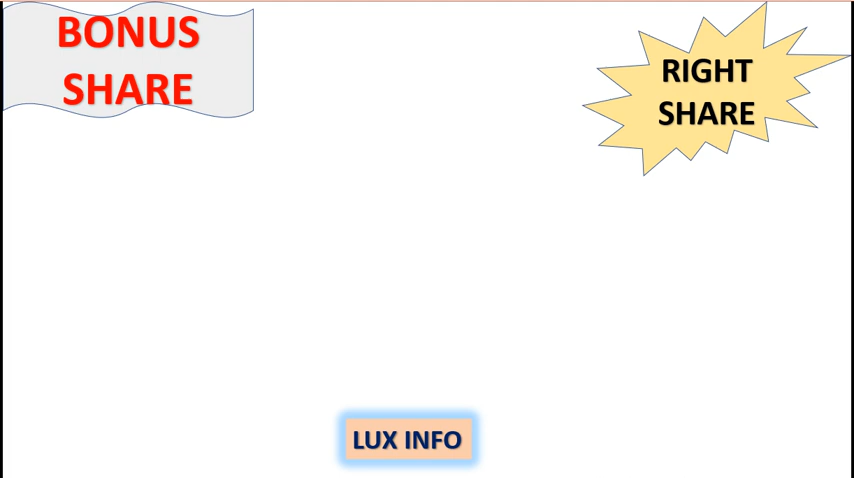 BONUS
SHARE
RIGHT
SHARE
LUX INFO